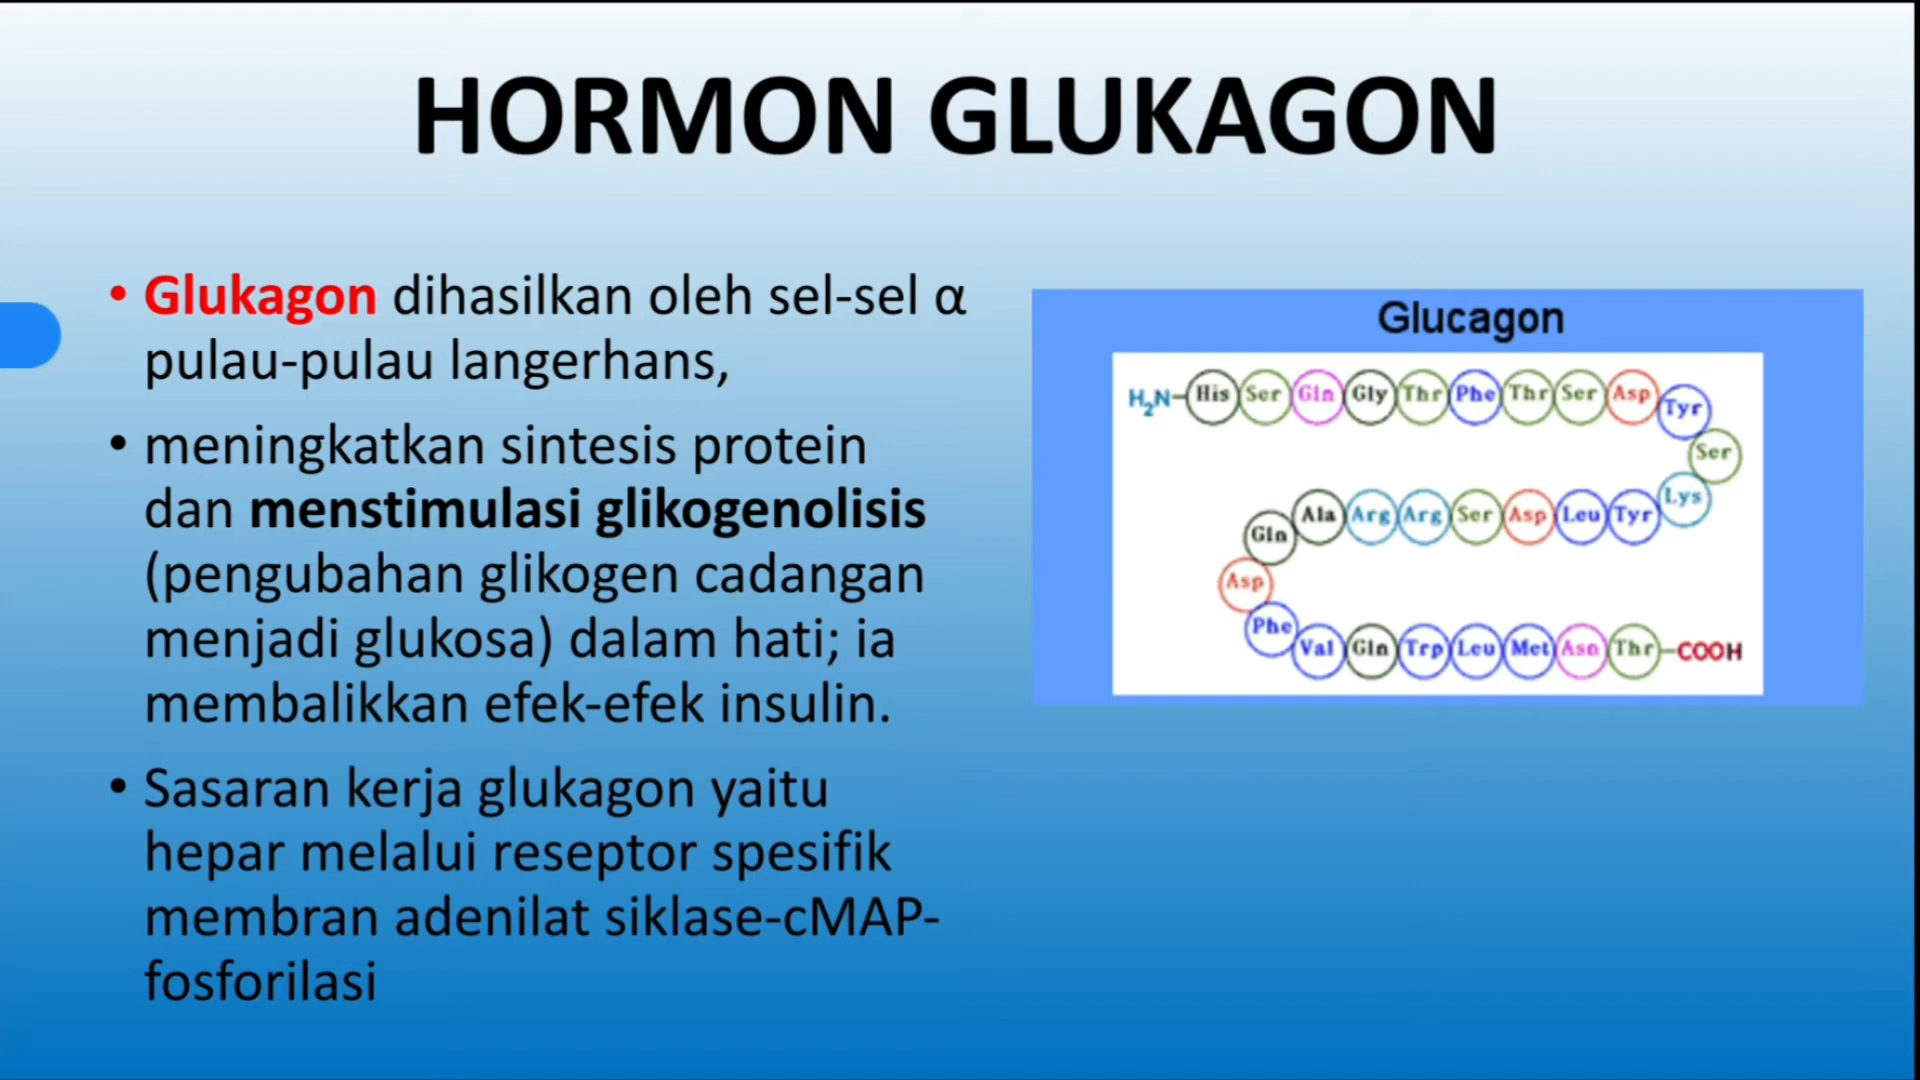 HORMON GLUKAGON
• Glukagon dihasilkan oleh sel-sel α
pulau-pulau langerhans,
• meningkatkan sintesis protein
dan menstimulasi glikogenolisis
(pengubahan glikogen cadangan
menjadi glukosa) dalam hati; ia
membalikkan efek-efek insulin.
• Sasaran kerja glukagon yaitu
hepar melalui reseptor spesifik
membran adenilat siklase-cMAP-
fosforilasi
Glucagon
H₂N-His Ser Gln Gly Thr Phe Thr Ser Asp Tyr
Ser
Lys
Tyr
Leu
Asp
Ser
Arg
Arg
Ala
Gln
Asp
Phe
Val Gln Trp Leu Met Asn Thr-COOH